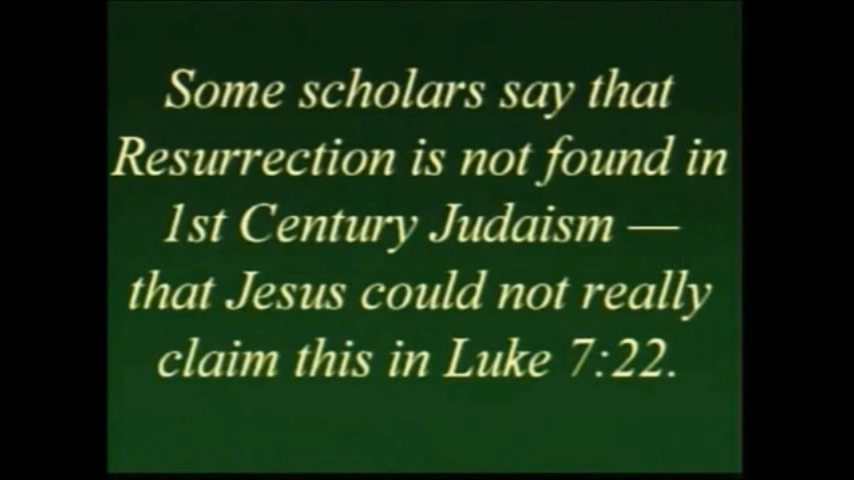 Some scholars say that
Resurrection is not found in
1st Century Judaism —
that Jesus could not really
claim this in Luke 7:22.